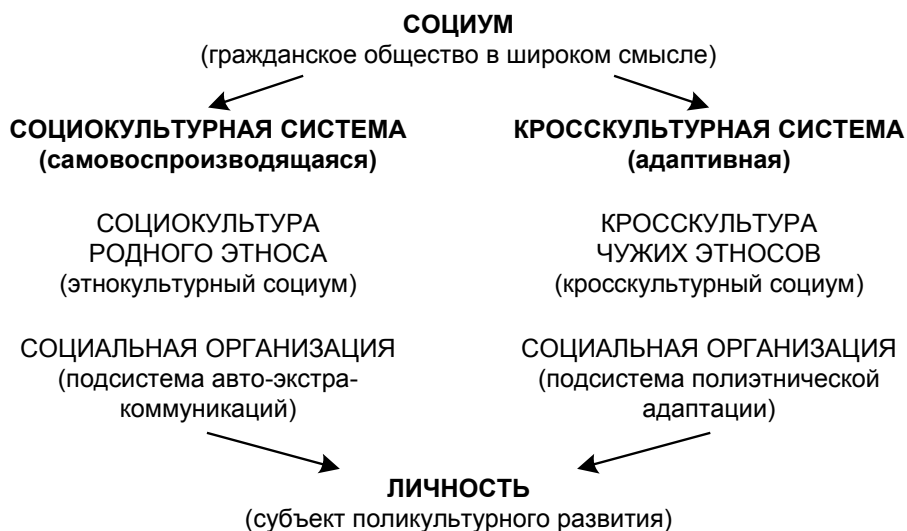 СОЦИУМ
(гражданское общество в широком смысле)
СОЦИОКУЛЬТУРНАЯ СИСТЕМА
(самовоспроизводящаяся)
КРОССКУЛЬТУРНАЯ СИСТЕМА
(адаптивная)
СОЦИОКУЛЬТУРА
РОДНОГО ЭТНОСА
(этнокультурный социум)
КРОССКУЛЬТУРА
ЧУЖИХ ЭТНОСОВ
(кросскультурный социум)
СОЦИАЛЬНАЯ ОРГАНИЗАЦИЯ
(подсистема авто-экстра-
коммуникаций)
СОЦИАЛЬНАЯ ОРГАНИЗАЦИЯ
(подсистема полиэтнической
адаптации)
ЛИЧНОСТЬ
(субъект поликультурного развития)